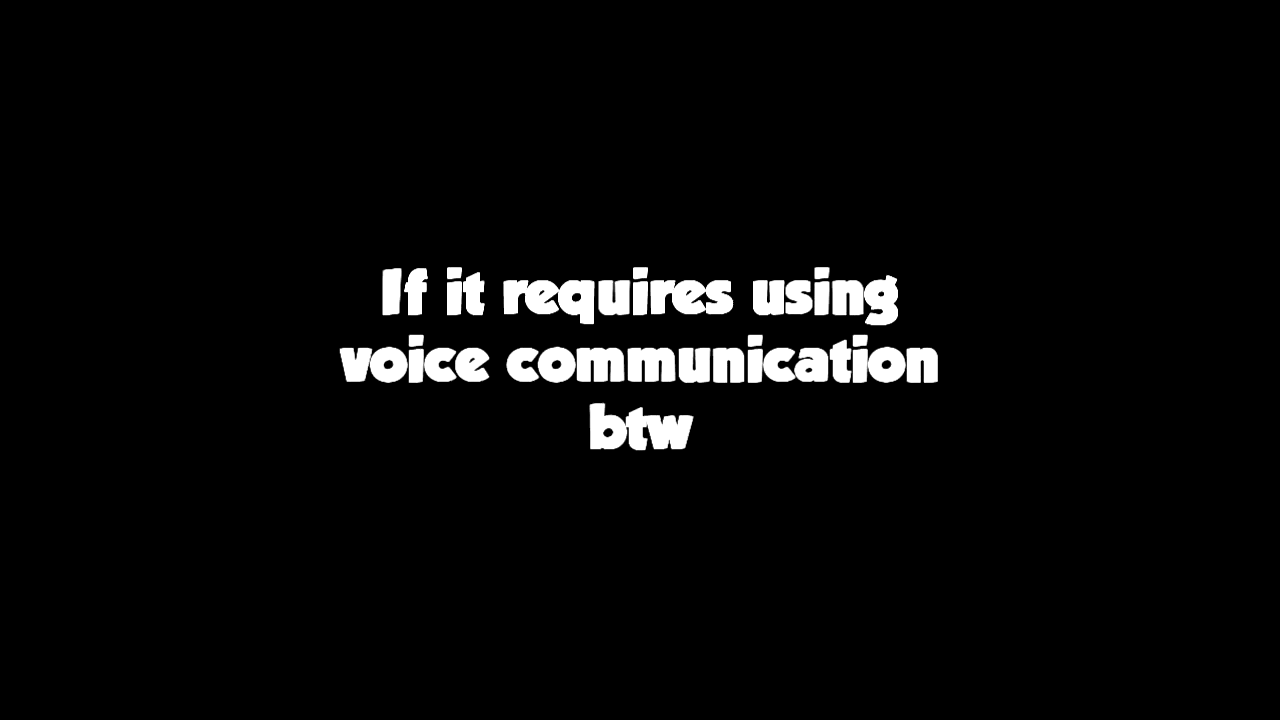 If it requires using
voice communication
btw